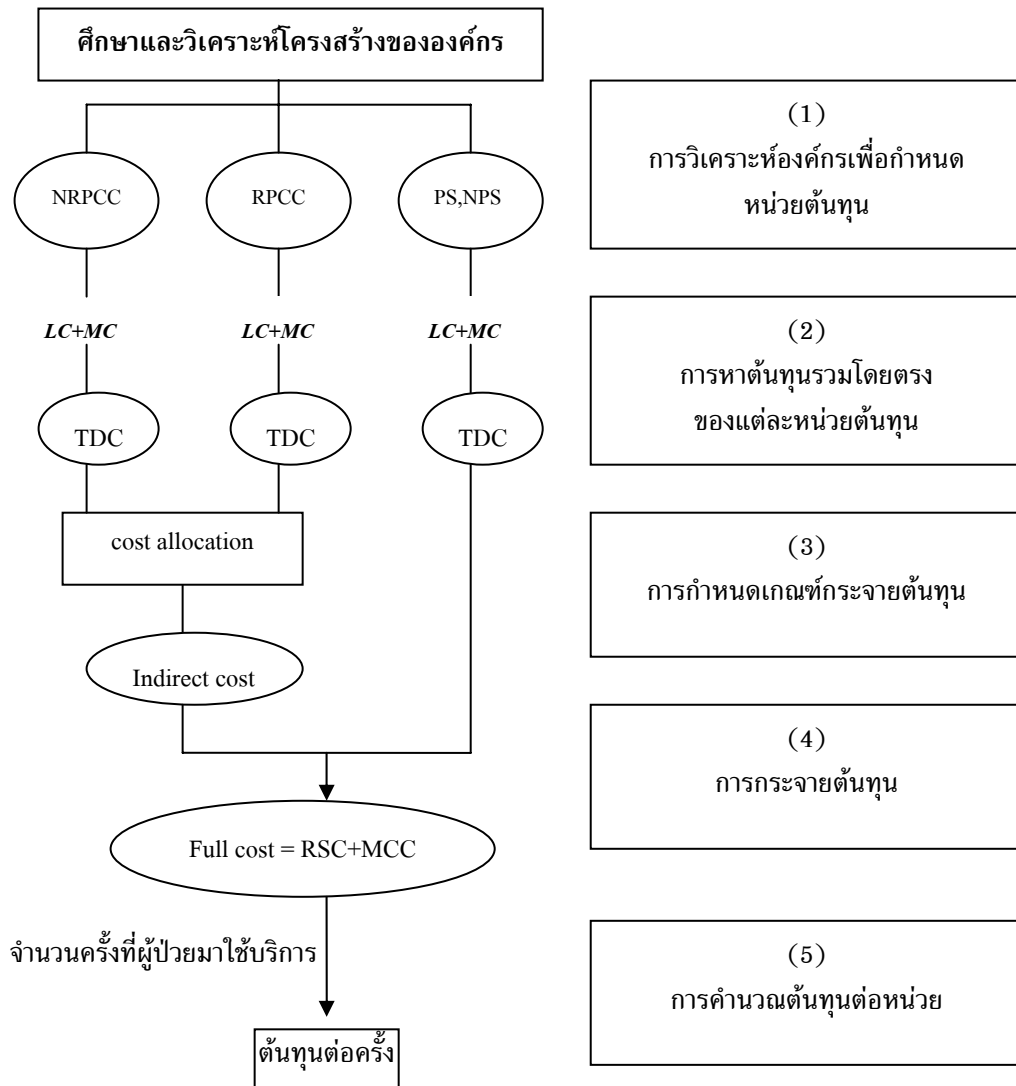 ศึกษาและวิเคราะห์โครงสร้างขององค์กร
NRPCC
RPCC
PS,NPS
LC+MC
LC+MC
LC+MC
TDC
TDC
TDC
cost allocation
Indirect cost
Full cost = RSC+MCC
จำนวนครั้งที่ผู้ป่วยมาใช้บริการ
ต้นทุนต่อครั้ง
(1)
การวิเคราะห์องค์กรเพื่อกำหนด
หน่วยต้นทุน
(2)
การหาต้นทุนรวมโดยตรง
ของแต่ละหน่วยต้นทุน
(3)
การกำหนดเกณฑ์กระจายต้นทุน
(4)
การกระจายต้นทุน
(5)
การคำนวณต้นทุนต่อหน่วย